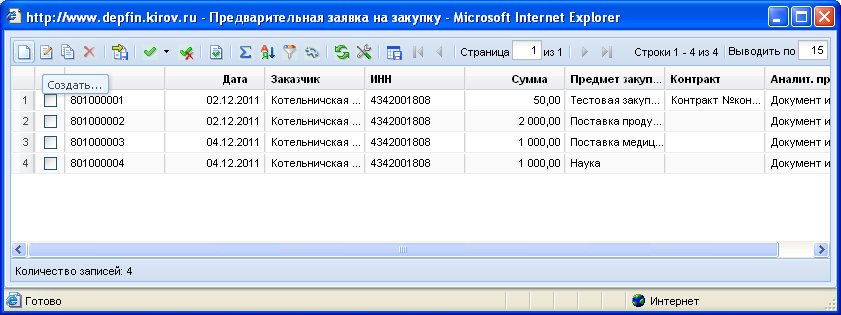 http://www.depfin.kirov.ru - Предварительная заявка на закупку - Microsoft Internet Explorer
Страница 1 из 1 Строки 1 - 4 из 4 Выводить по 15
Дата Заказчик ИНН Сумма Предмет закуп... Контракт Аналит. пр
Создать...
1 801000001 02.12.2011 Котельничская ... 4342001808 50,00 Тестовая закуп... Контракт №кон... Документ и
2 801000002 02.12.2011 Котельничская ... 4342001808 2 000,00 Поставка проду... Документ и
3 801000003 04.12.2011 Котельничская ... 4342001808 1 000,00 Поставка медиц... Документ и
4 801000004 04.12.2011 Котельничская ... 4342001808 1 000,00 Наука Документ и
Количество записей: 4
Готово Интернет